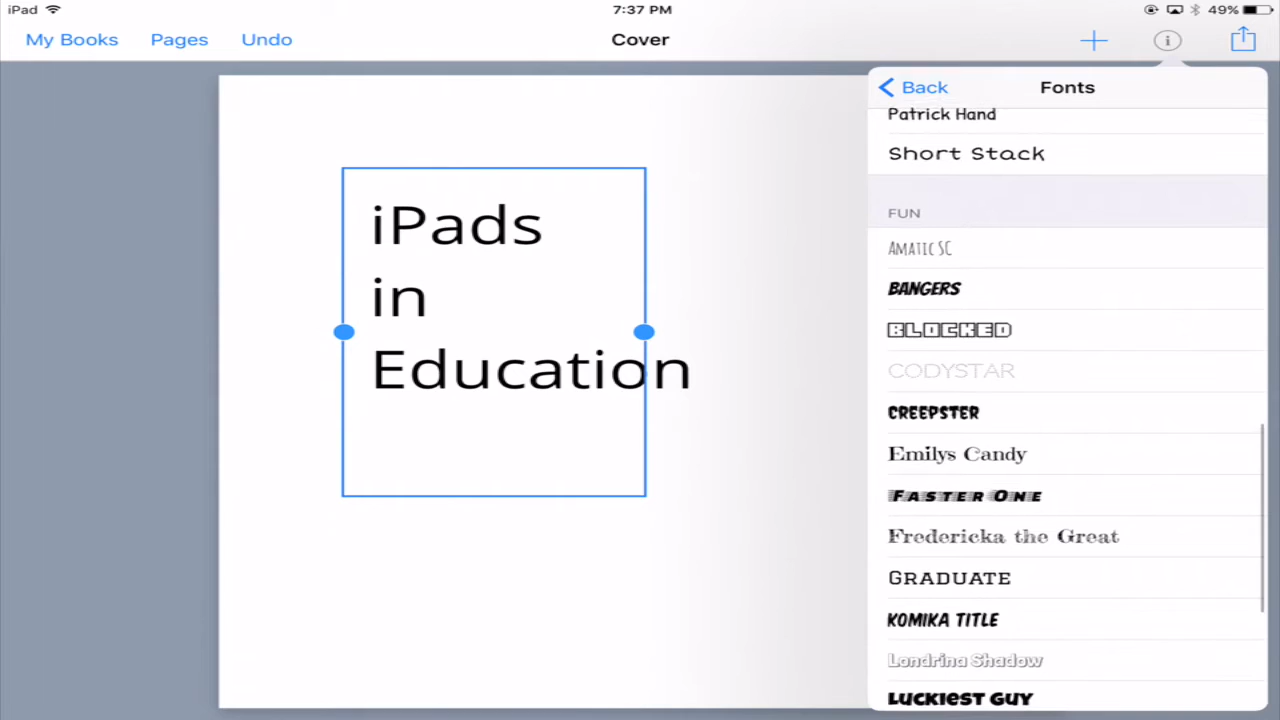 iPad
7:37 PM
49%
My Books
Pages
Undo
Cover
Back
Fonts
Patrick Hand
Short Stack
FUN
Amatic SC
BANGERS
BLOCKED
CODYSTAR
CREEPSTER
Emilys Candy
Faster One
Fredericka the Great
Graduate
KOMIKA TITLE
Londrina Shadow
Luckiest Guy
iPads
in
Education